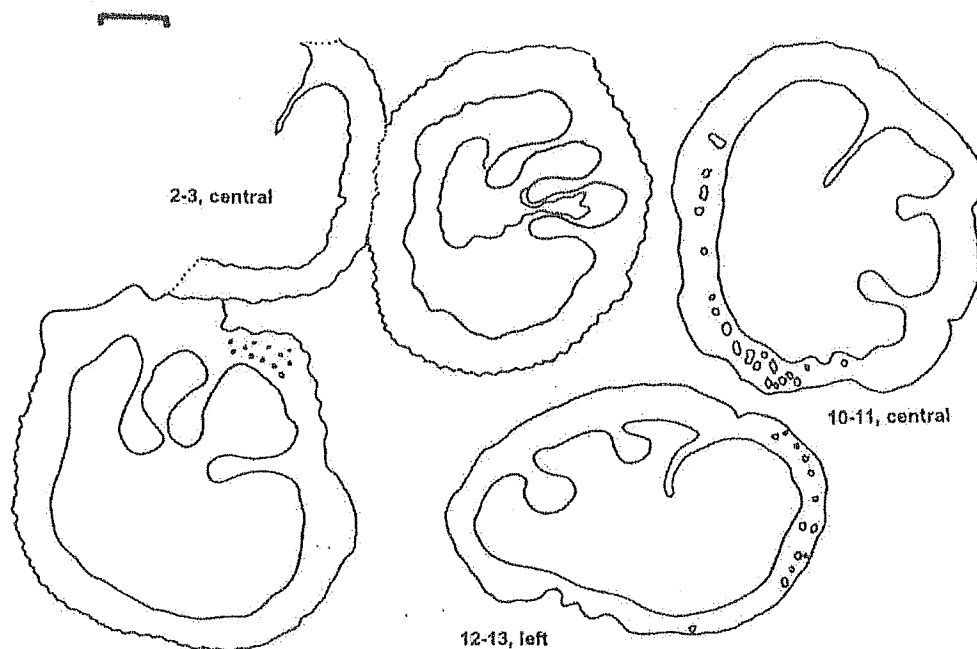 2-3, central
10-11, central
12-13, left